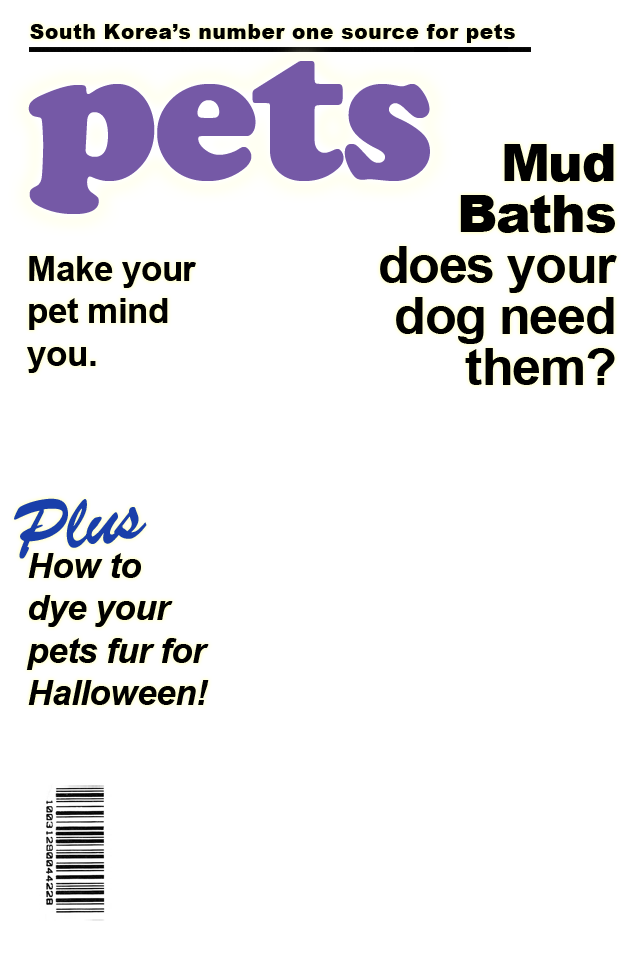 South Korea’s number one source for pets
pets
Mud
Baths
does your
dog need
them?
Make your
pet mind
you.
Plus
How to
dye your
pets fur for
Halloween!
10031280044228